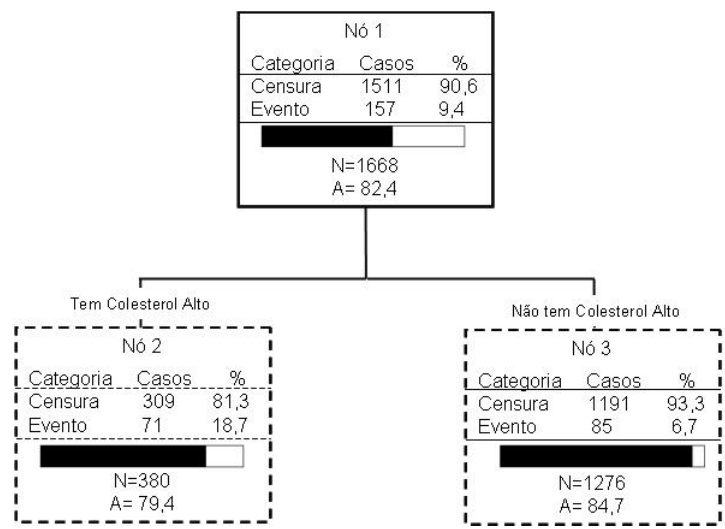 Nó 1
Categoria Casos %
Censura 1511 90,6
Evento 157 9,4
N=1668
A= 82,4
Tem Colesterol Alto
Não tem Colesterol Alto
Nó 2
Categoria Casos %
Censura 309 81,3
Evento 71 18,7
N=380
A= 79,4
Nó 3
Categoria Casos %
Censura 1191 93,3
Evento 85 6,7
N=1276
A= 84,7